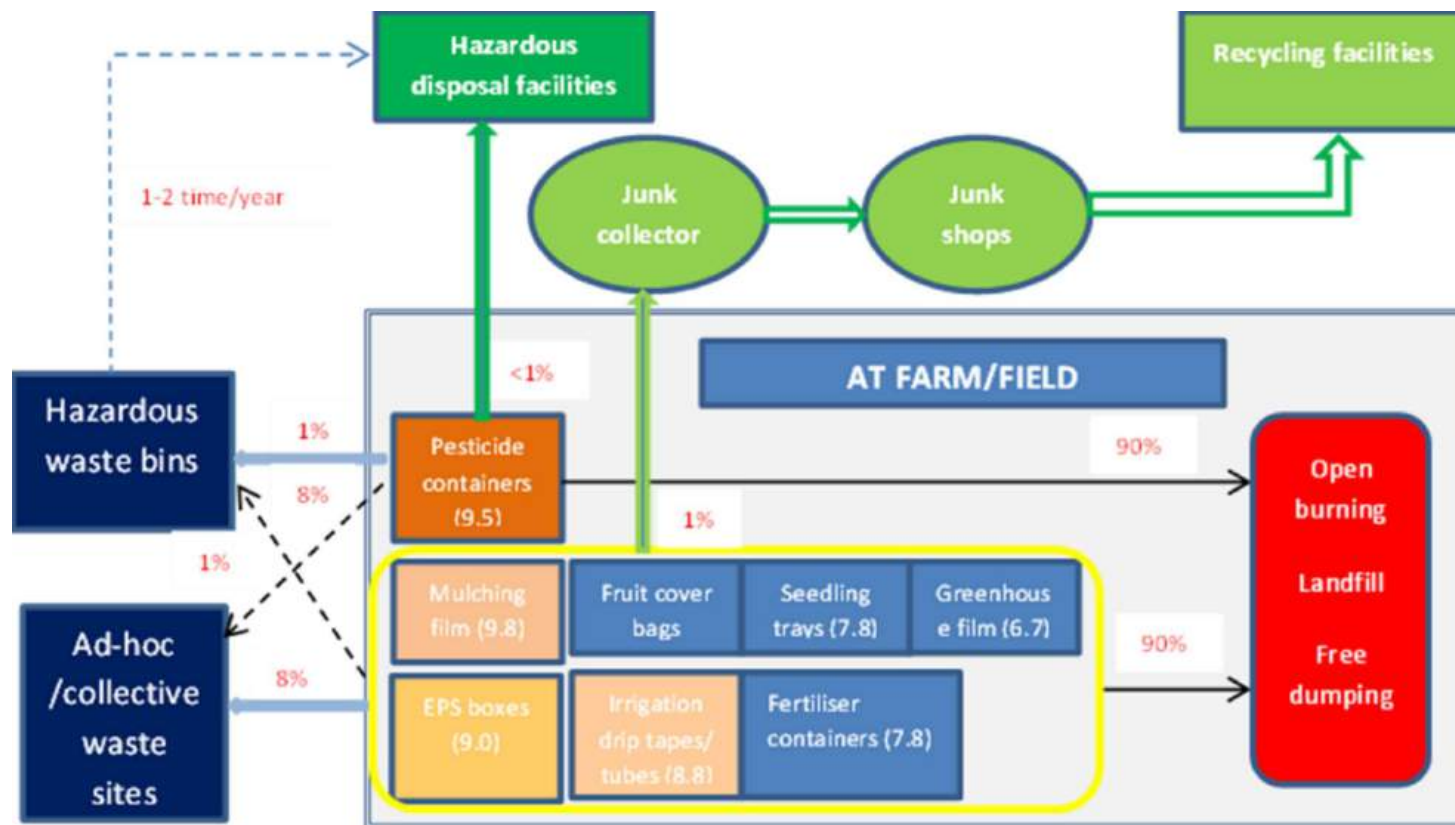 Hazardous
disposal facilities
Recycling facilities
1-2 time/year
Junk
collector
Junk
shops
<1%
AT FARM/FIELD
Hazardous
waste bins
1%
8%
Pesticide
containers
(9.5)
90%
Open
burning
Landfill
Free
dumping
1%
1%
Mulching
film (9.8)
Fruit cover
bags
Seedling
trays (7.8)
Greenhous
e film (6.7)
90%
Ad-hoc
/collective
waste
sites
8%
EPS boxes
(9.0)
Irrigation
drip tapes/
tubes (8.8)
Fertiliser
containers (7.8)